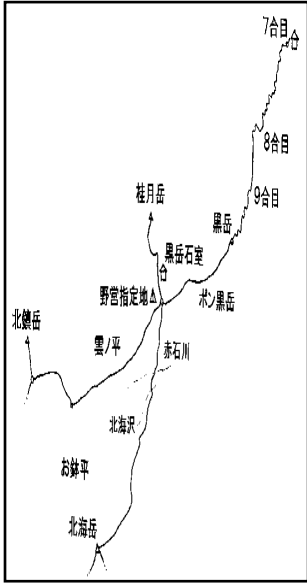 7合目
8合目
9合目
桂月岳
黒岳
黒岳石室
野営指定地
ポン黒岳
北鎮岳
雲ノ平
赤石川
北海沢
お鉢平
北海岳